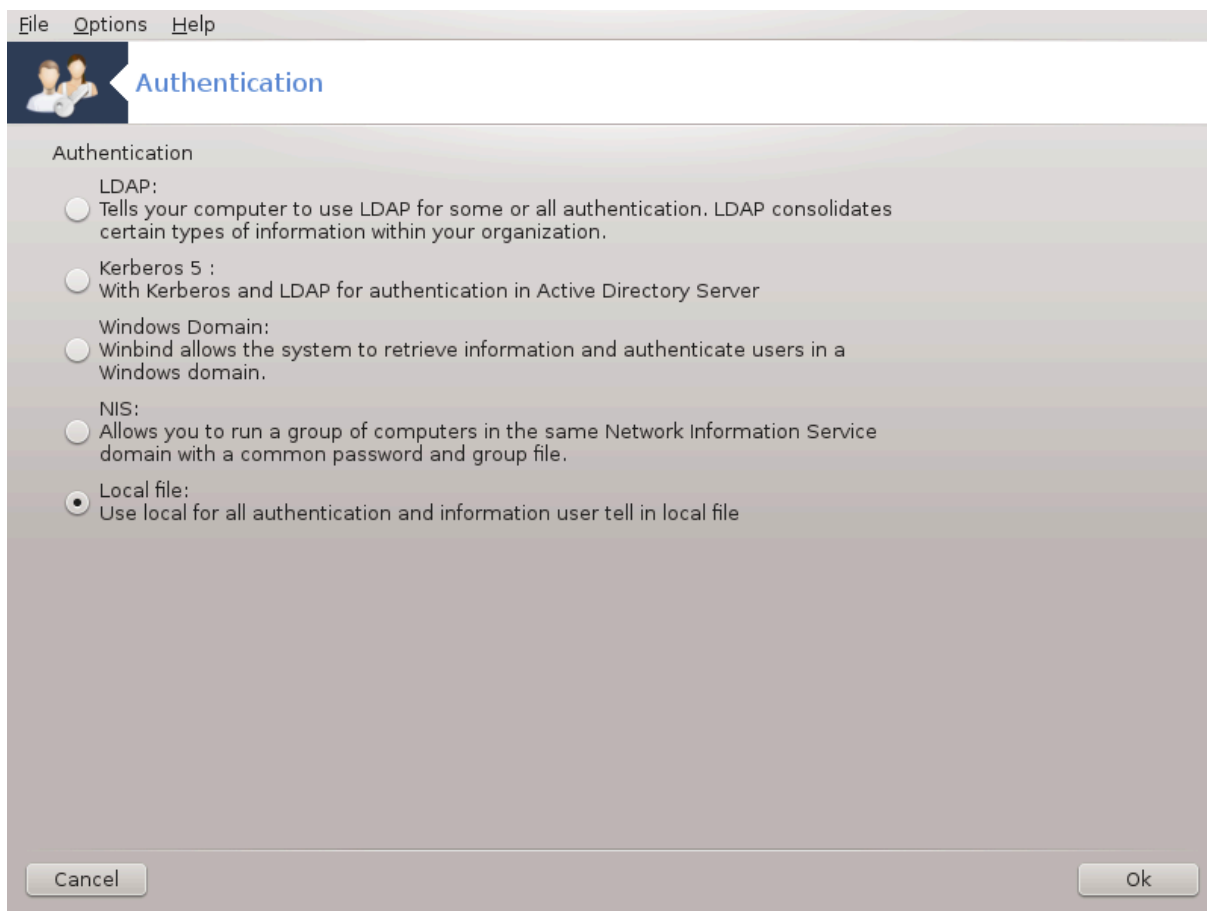 File Options Help
Authentication
Authentication
LDAP:
Tells your computer to use LDAP for some or all authentication. LDAP consolidates
certain types of information within your organization.
Kerberos 5 :
With Kerberos and LDAP for authentication in Active Directory Server
Windows Domain:
Winbind allows the system to retrieve information and authenticate users in a
Windows domain.
NIS:
Allows you to run a group of computers in the same Network Information Service
domain with a common password and group file.
Local file:
Use local for all authentication and information user tell in local file
Cancel Ok